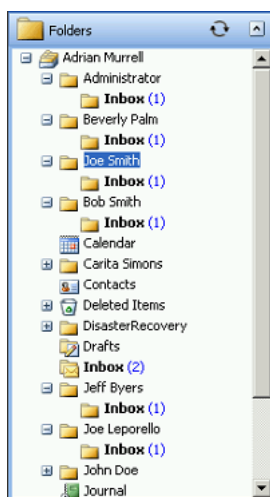 Folders
Adrian Murrell
Administrator
Inbox (1)
Beverly Palm
Inbox (1)
Joe Smith
Inbox (1)
Bob Smith
Inbox (1)
Calendar
Carita Simons
Contacts
Deleted Items
DisasterRecovery
Drafts
Inbox (2)
Jeff Byers
Inbox (1)
Joe Leporello
Inbox (1)
John Doe
Journal